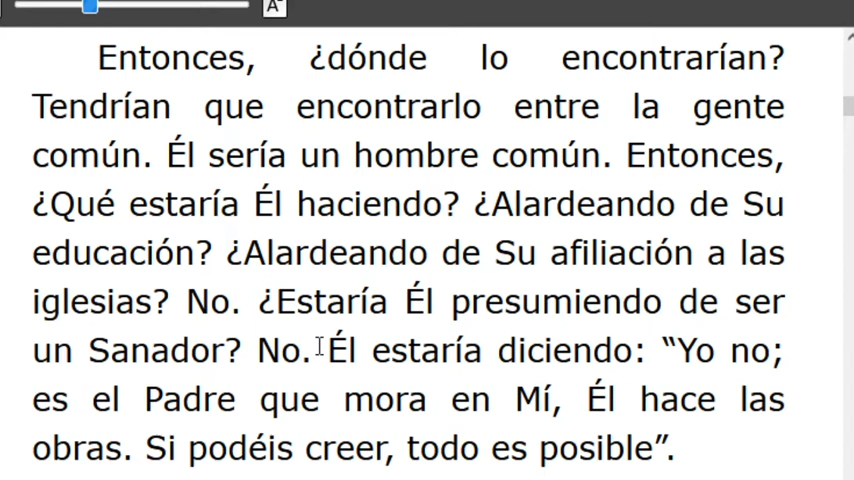 A
Entonces, ¿dónde lo encontrarían?
Tendrían que encontrarlo entre la gente
común. Él sería un hombre común. Entonces,
¿Qué estaría Él haciendo? ¿Alardeando de Su
educación? ¿Alardeando de Su afiliación a las
iglesias? No. ¿Estaría Él presumiendo de ser
un Sanador? No. Él estaría diciendo: “Yo no;
es el Padre que mora en Mí, Él hace las
obras. Si podéis creer, todo es posible”.